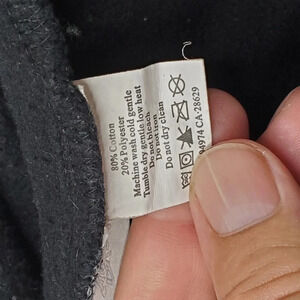 80% Cotton
20% Polyester
Machine wash cold gentle
Tumble dry gentle low heat
Do not bleach
Do not iron
Do not dry clean
CA-28629